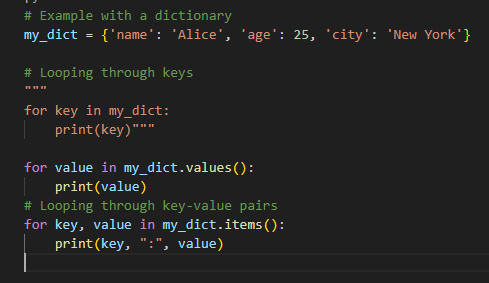 # Example with a dictionary
my_dict = {'name': 'Alice', 'age': 25, 'city': 'New York'}
# Looping through keys
"""
for key in my_dict:
    print(key)"""
for value in my_dict.values():
    print(value)
# Looping through key-value pairs
for key, value in my_dict.items():
    print(key, ":", value)